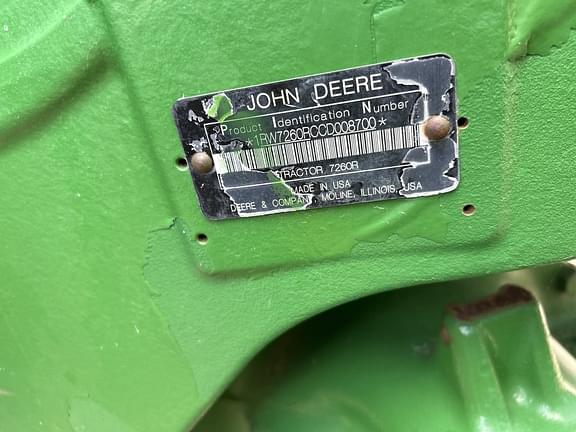 JOHN DEERE
Product Identification Number
*1RW7260RCCD008700*
TRACTOR 7260R
MADE IN USA
DEERE & COMPANY MOLINE, ILLINOIS, USA